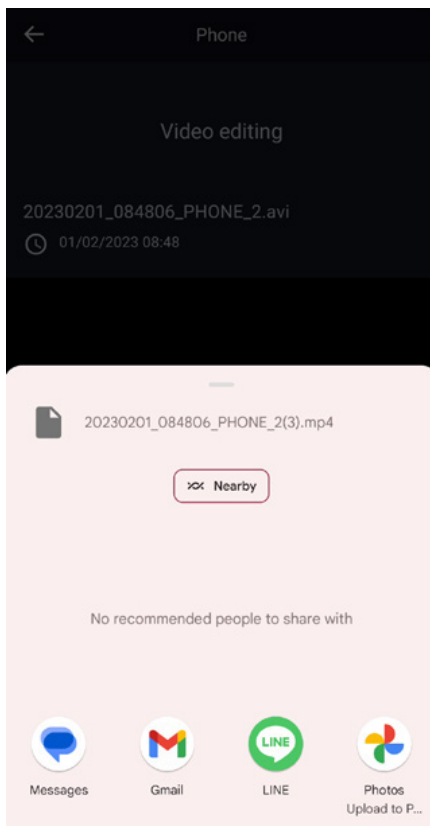 Phone
Video editing
20230201_084806_PHONE_2.avi
01/02/2023 08:48
20230201_084806_PHONE_2(3).mp4
Nearby
No recommended people to share with
LINE
Messages
Gmail
LINE
Photos
Upload to P...